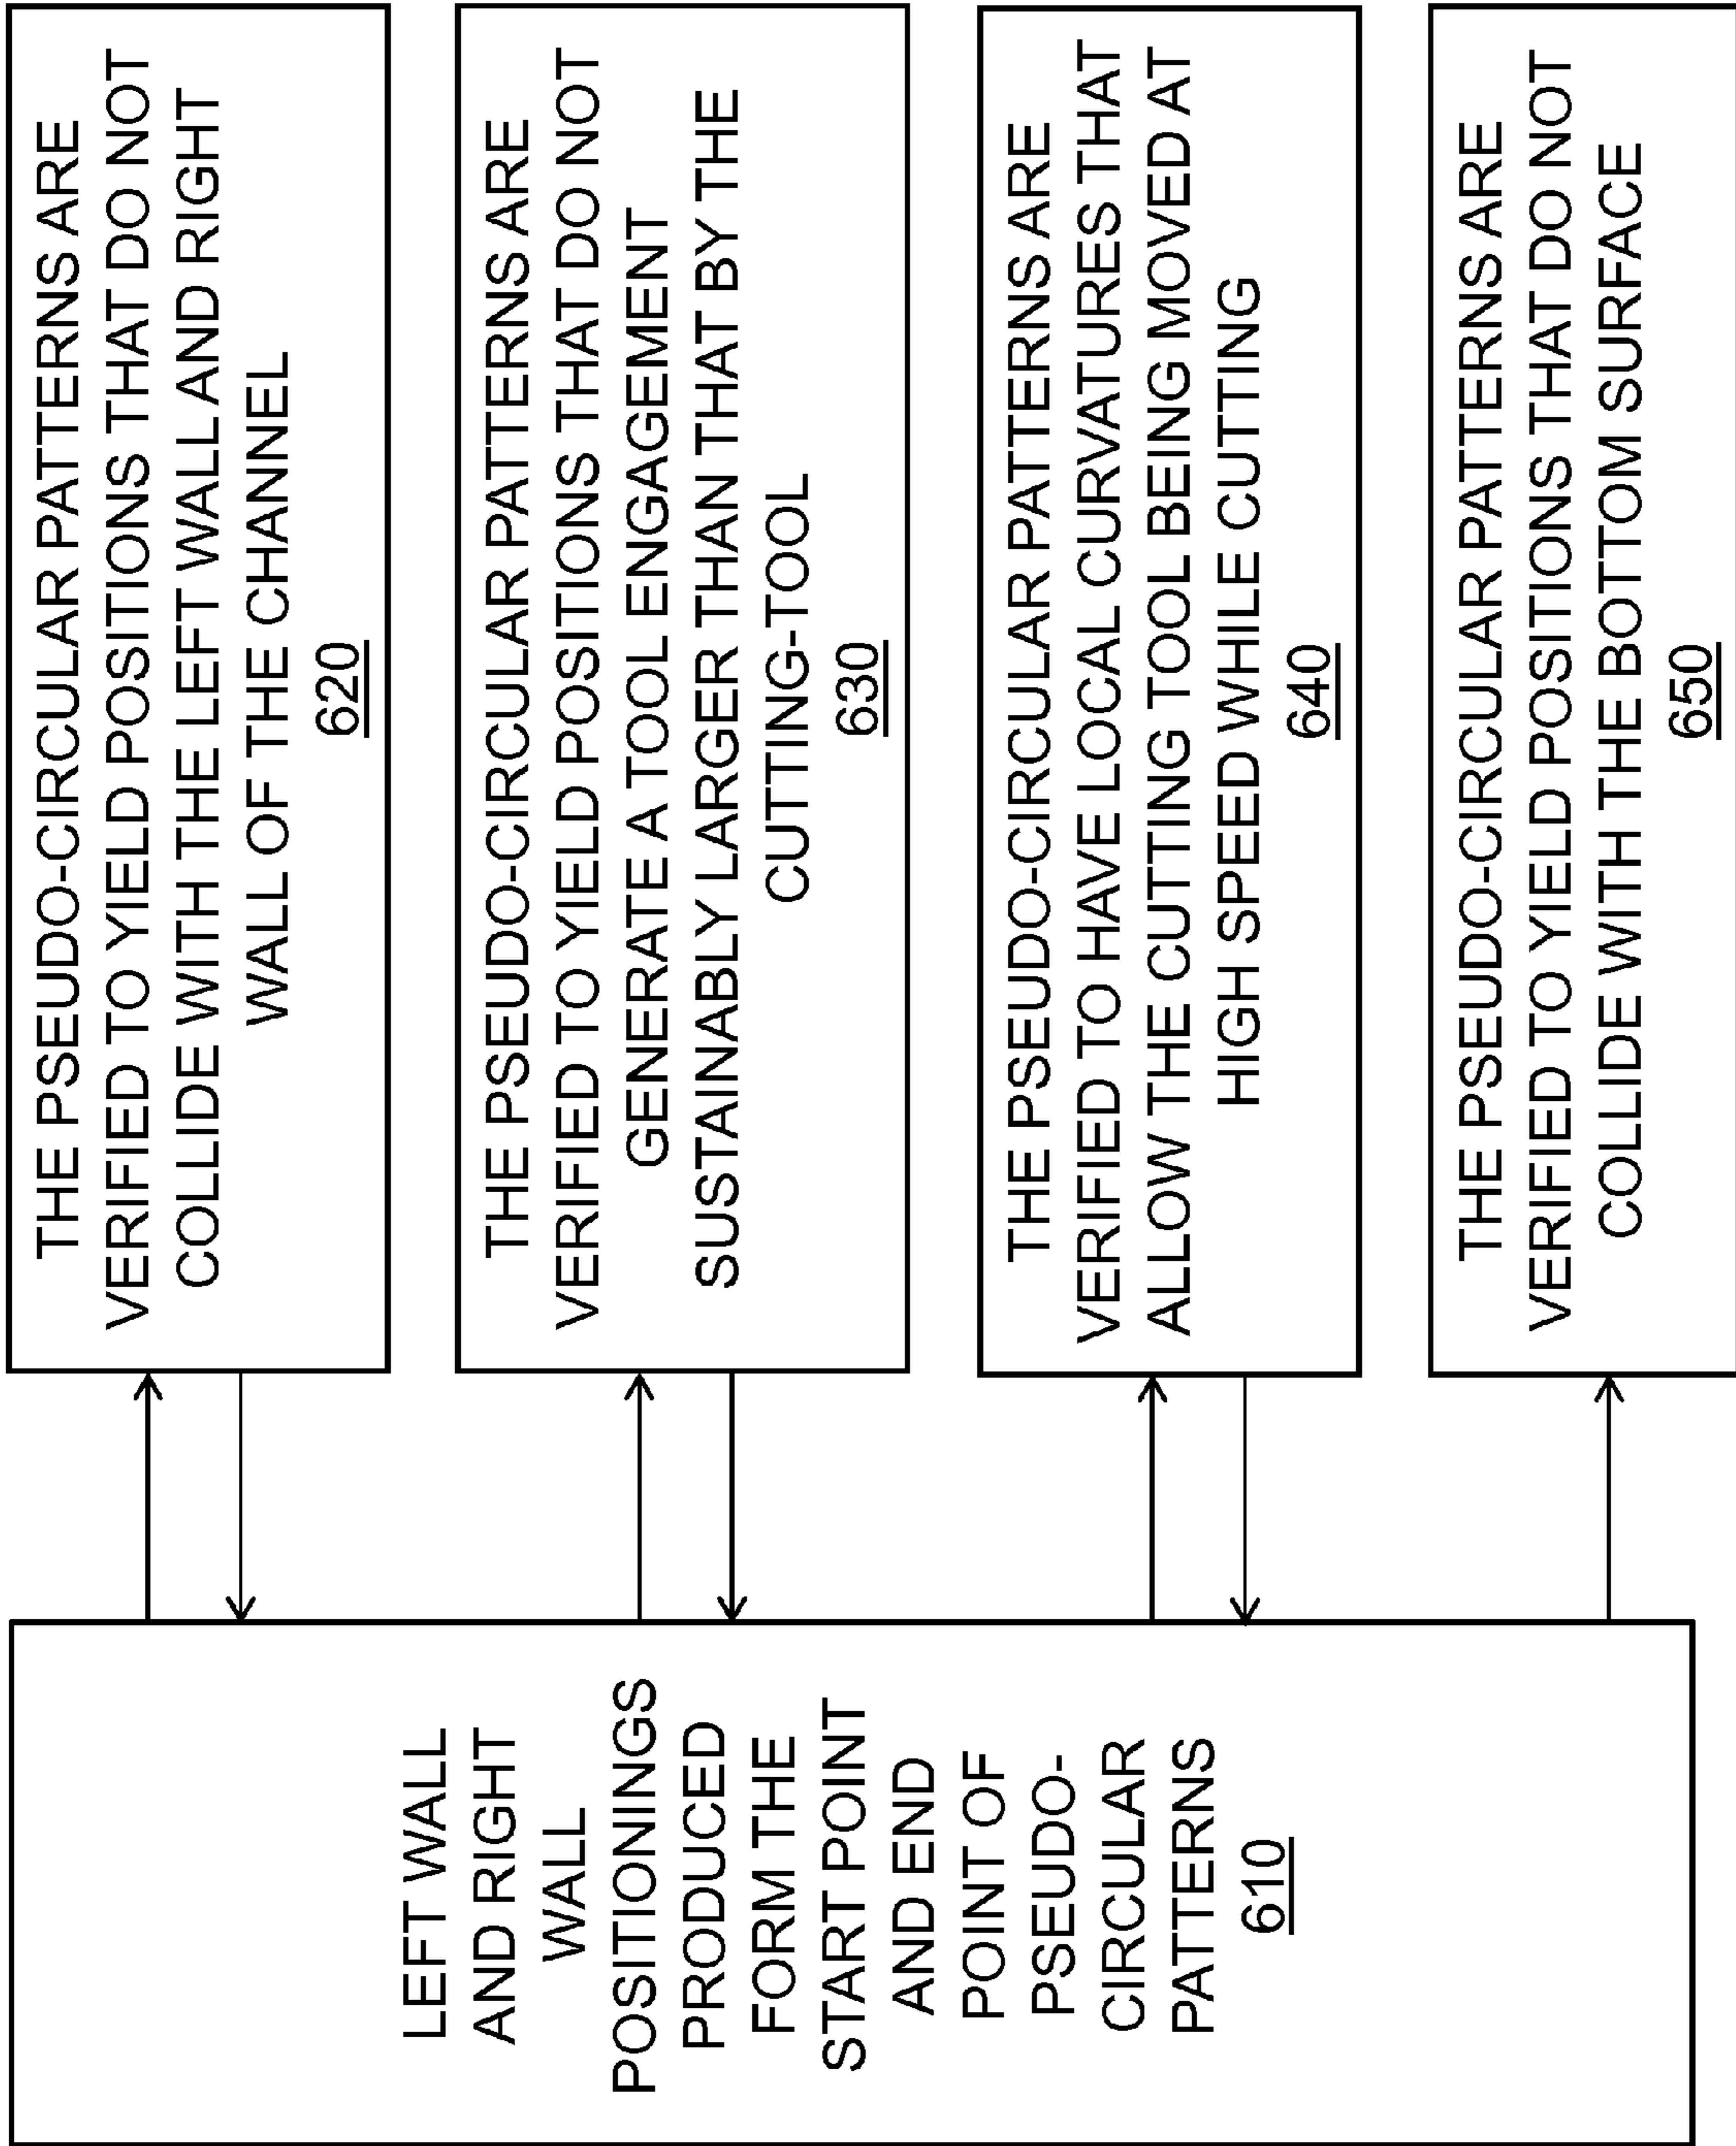 LEFT WALL
AND RIGHT
WALL
POSITIONINGS
PRODUCED
FORM THE
START POINT
AND END
POINT OF
PSEUDO-
CIRCULAR
PATTERNS
610
THE PSEUDO-CIRCULAR PATTERNS ARE
VERIFIED TO YIELD POSITIONS THAT DO NOT
COLLIDE WITH THE LEFT WALL AND RIGHT
WALL OF THE CHANNEL
620
THE PSEUDO-CIRCULAR PATTERNS ARE
VERIFIED TO YIELD POSITIONS THAT DO NOT
GENERATE A TOOL ENGAGEMENT
SUSTAINABLY LARGER THAN THAT BY THE
CUTTING-TOOL
630
THE PSEUDO-CIRCULAR PATTERNS ARE
VERIFIED TO HAVE LOCAL CURVATURES THAT
ALLOW THE CUTTING TOOL BEING MOVED AT
HIGH SPEED WHILE CUTTING
640
THE PSEUDO-CIRCULAR PATTERNS ARE
VERIFIED TO YIELD POSITIONS THAT DO NOT
COLLIDE WITH THE BOTTOM SURFACE
650